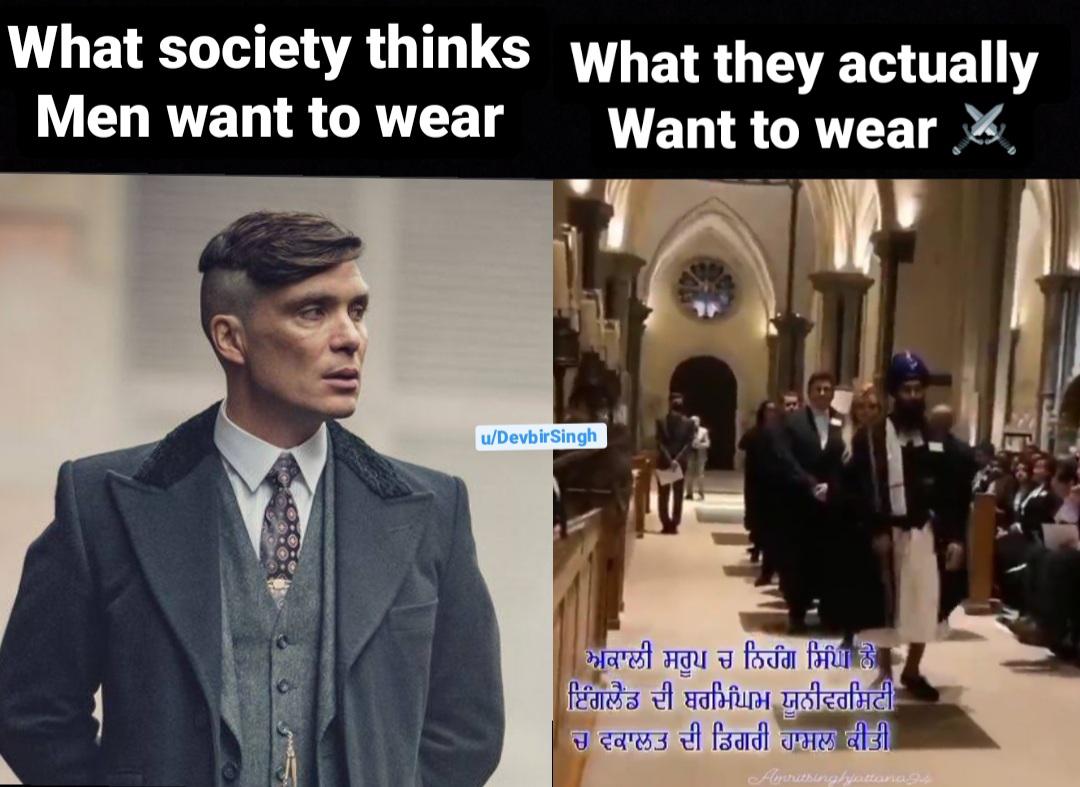 What society thinks
Men want to wear
What they actually
Want to wear ⚔️
u/DevbirSingh
ਅਕਾਲੀ ਸਰੂਪ ਚ ਨਿਹੰਗ ਸਿੰਘ ਨੇ
ਇੰਗਲੈਂਡ ਦੀ ਬਰਮਿੰਘਮ ਯੂਨੀਵਰਸਿਟੀ
ਚ ਵਕਾਲਤ ਦੀ ਡਿਗਰੀ ਹਾਸਲ ਕੀਤੀ